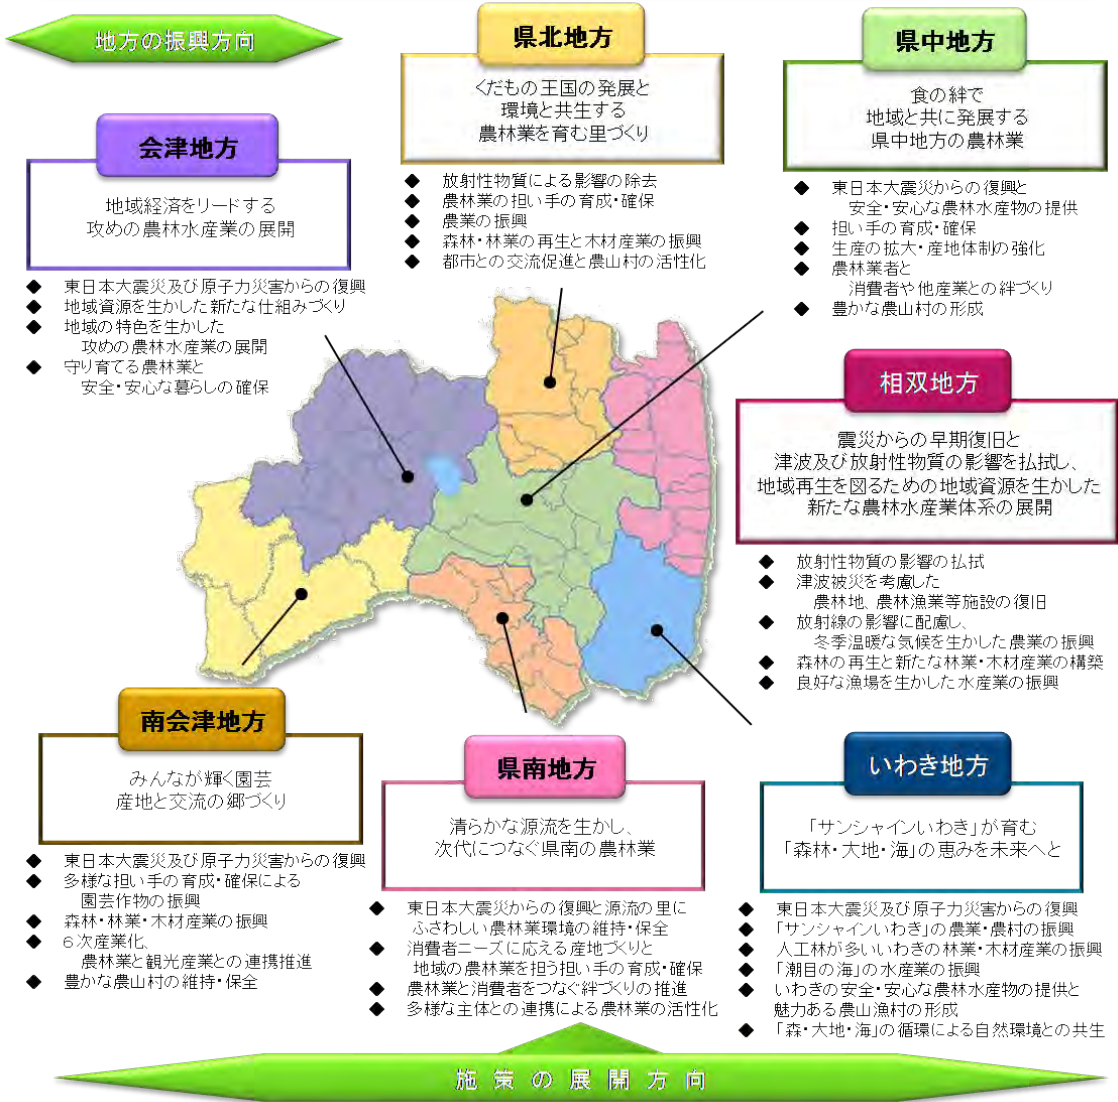 地方の振興方向
県北地方
くだもの王国の発展と
環境と共生する
農林業を育む里づくり
◆ 放射性物質による影響の除去
◆ 農林業の担い手の育成・確保
◆ 農業の振興
◆ 森林・林業の再生と木材産業の振興
◆ 都市との交流促進と農山村の活性化
県中地方
食の絆で
地域と共に発展する
県中地方の農林業
◆ 東日本大震災からの復興と
安全・安心な農林水産物の提供
◆ 担い手の育成・確保
◆ 生産の拡大・産地体制の強化
◆ 農林業者と
消費者や他産業との絆づくり
◆ 豊かな農山村の形成
会津地方
地域経済をリードする
攻めの農林水産業の展開
◆ 東日本大震災及び原子力災害からの復興
◆ 地域資源を生かした新たな仕組みづくり
◆ 地域の特色を生かした
攻めの農林水産業の展開
◆ 守り育てる農林業と
安全・安心な暮らしの確保
相双地方
震災からの早期復旧と
津波及び放射性物質の影響を払拭し、
地域再生を図るための地域資源を生かした
新たな農林水産業体系の展開
◆ 放射性物質の影響の払拭
◆ 津波被災を考慮した
農林地、農林漁業等施設の復旧
◆ 放射線の影響に配慮し、
冬季温暖な気候を生かした農業の振興
◆ 森林の再生と新たな林業・木材産業の構築
◆ 良好な漁場を生かした水産業の振興
南会津地方
みんなが輝く園芸
産地と交流の郷づくり
◆ 東日本大震災及び原子力災害からの復興
◆ 多様な担い手の育成・確保による
園芸作物の振興
◆ 森林・林業・木材産業の振興
◆ 6次産業化、
農林業と観光産業との連携推進
◆ 豊かな農山村の維持・保全
県南地方
清らかな源流を生かし、
次代につなぐ県南の農林業
◆ 東日本大震災からの復興と源流の里に
ふさわしい農林業環境の維持・保全
◆ 消費者ニーズに応える産地づくりと
地域の農林業を担う担い手の育成・確保
◆ 農林業と消費者をつなぐ絆づくりの推進
◆ 多様な主体との連携による農林業の活性化
いわき地方
「サンシャインいわき」が育む
「森林・大地・海」の恵みを未来へと
◆ 東日本大震災及び原子力災害からの復興
◆ 「サンシャインいわき」の農業・農村の振興
◆ 人工林が多いいわきの林業・木材産業の振興
◆ 「潮目の海」の水産業の振興
◆ いわきの安全・安心な農林水産物の提供と
魅力ある農山漁村の形成
◆ 「森・大地・海」の循環による自然環境との共生
施策の展開方向